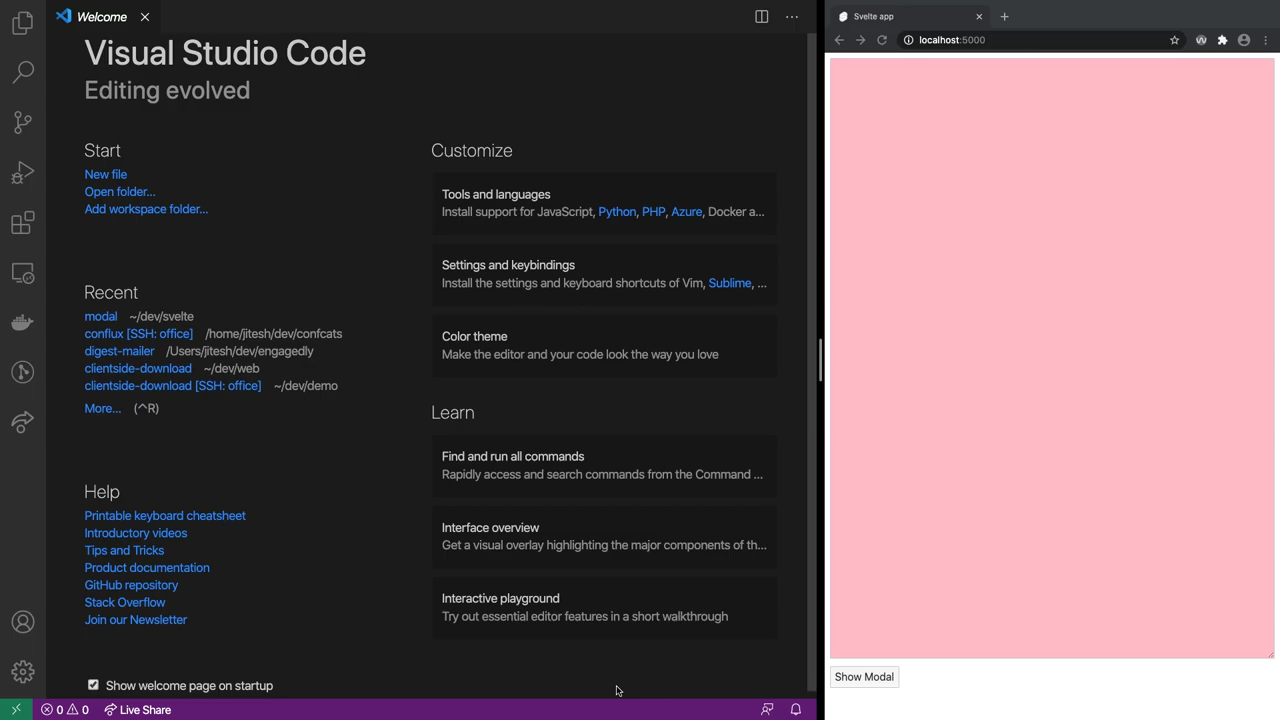 Welcome
Visual Studio Code
Editing evolved
Start
New file
Open folder...
Add workspace folder...
Recent
modal ~/dev/svelte
conflux [SSH: office] /home/jitesh/dev/confcats
digest-mailer /Users/jitesh/dev/engagedly
clientside-download ~/dev/web
clientside-download [SSH: office] ~/dev/demo
More... (^R)
Help
Printable keyboard cheatsheet
Introductory videos
Tips and Tricks
Product documentation
GitHub repository
Stack Overflow
Join our Newsletter
Show welcome page on startup
Customize
Tools and languages
Install support for JavaScript, Python, PHP, Azure, Docker a...
Settings and keybindings
Install the settings and keyboard shortcuts of Vim, Sublime, ...
Color theme
Make the editor and your code look the way you love
Learn
Find and run all commands
Rapidly access and search commands from the Command ...
Interface overview
Get a visual overlay highlighting the major components of th...
Interactive playground
Try out essential editor features in a short walkthrough
0 0 Live Share
Svelte app
localhost:5000
Show Modal